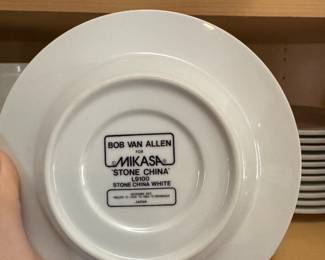 BOB VAN ALLEN
FOR
MIKASA
"STONE CHINA"
L9100
STONE CHINA WHITE
JAPAN